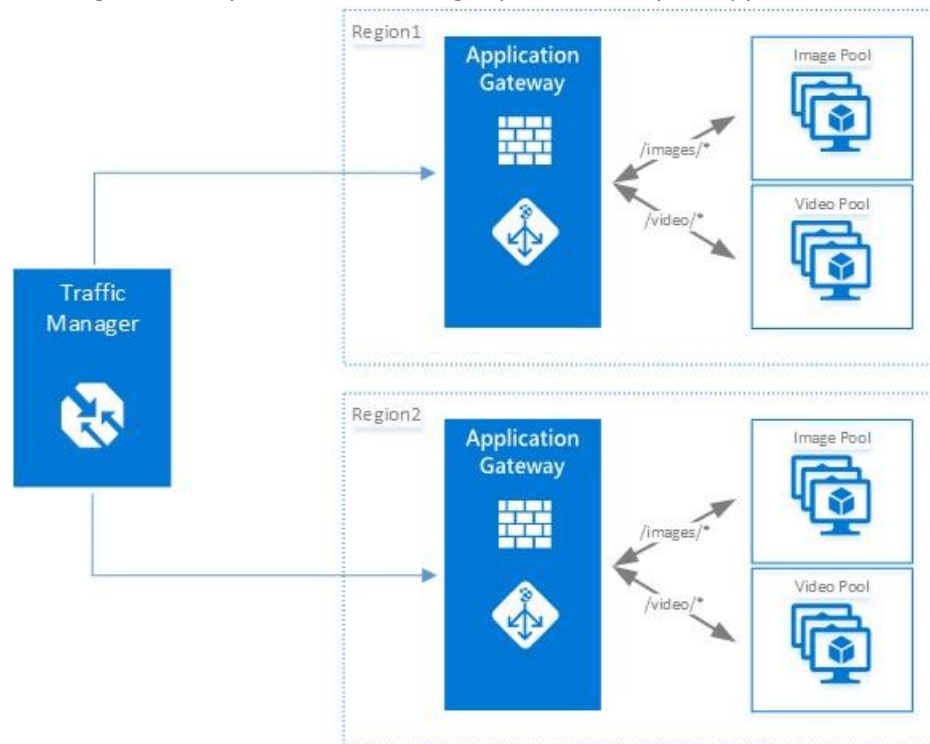 Region1
Application
Gateway
Image Pool
/images/*
/video/*
Video Pool
Traffic
Manager
Region2
Application
Gateway
Image Pool
/images/*
/video/*
Video Pool